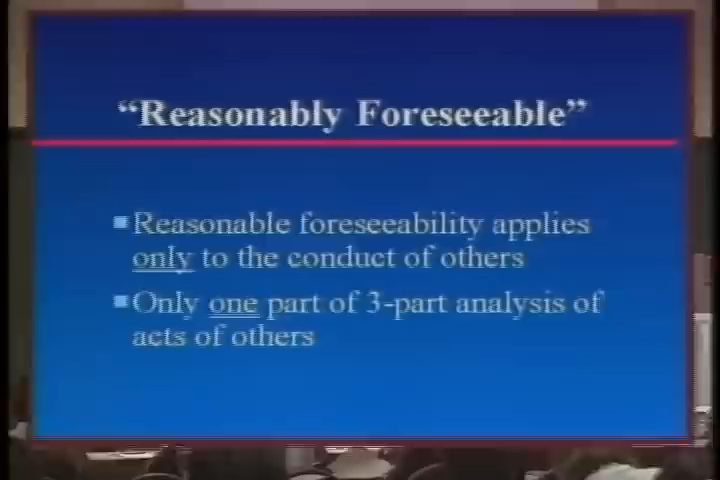 “Reasonably Foreseeable”
Reasonable foreseeability applies
only to the conduct of others
Only one part of 3-part analysis of
acts of others